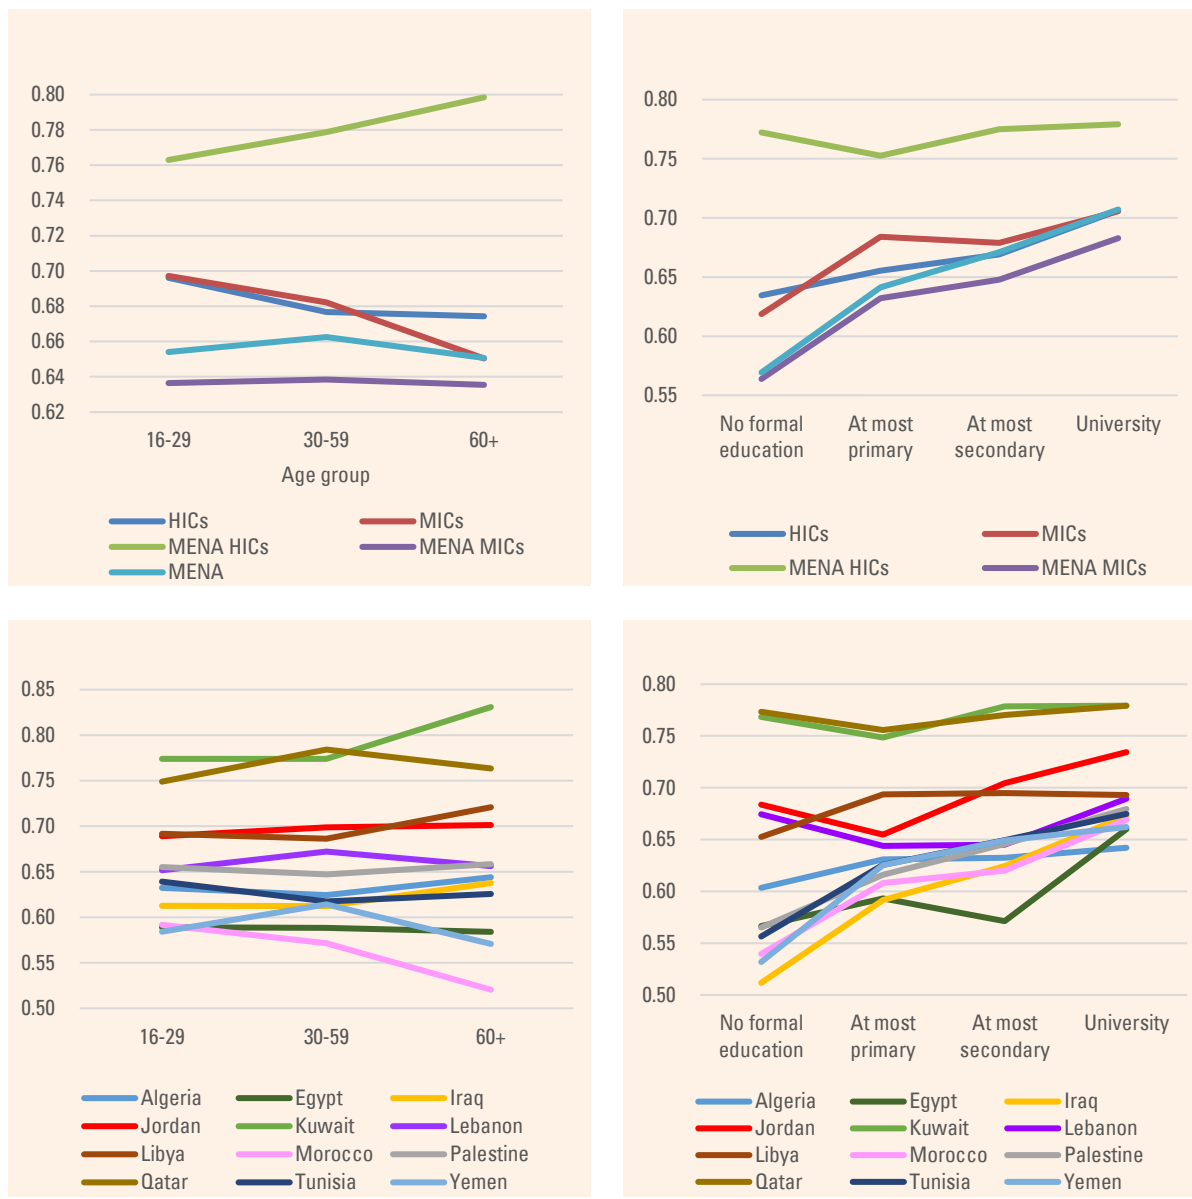 0.80
0.78
0.76
0.74
0.72
0.70
0.68
0.66
0.64
0.62
16-29 30-59 60+
Age group
HICs MICs
MENA HICs MENA MICs
MENA
0.80
0.75
0.70
0.65
0.60
0.55
No formal At most At most University
education primary secondary
HICs MICs
MENA HICs MENA MICs
0.85
0.80
0.75
0.70
0.65
0.60
0.55
0.50
16-29 30-59 60+
Algeria Egypt Iraq
Jordan Kuwait Lebanon
Libya Morocco Palestine
Qatar Tunisia Yemen
0.80
0.75
0.70
0.65
0.60
0.55
0.50
No formal At most At most University
education primary secondary
Algeria Egypt Iraq
Jordan Kuwait Lebanon
Libya Morocco Palestine
Qatar Tunisia Yemen